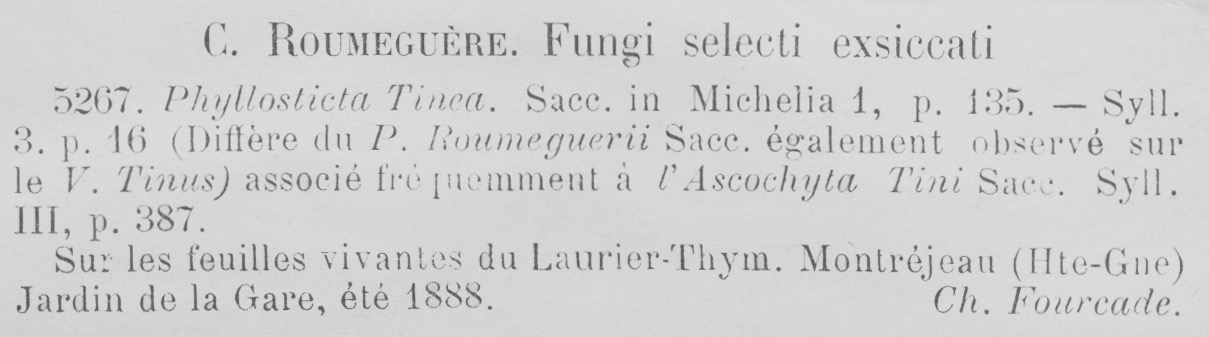 C. ROUMEGUÈRE. Fungi selecti exsiccati
5267. Phyllosticta Tinea. Sacc. in Michelia 1, p. 135. — Syll.
3. p. 16 (Diffère du P. Roumeguerii Sacc. également observé sur
le V. Tinus) associé fré uemment à l'Ascochyta Tini Sacc. Syll.
III, p. 387.
Sur les feuilles vivantes du Laurier-Thym. Montréjeau (Hte-Gne)
Jardin de la Gare, été 1888. Ch. Fourcade.